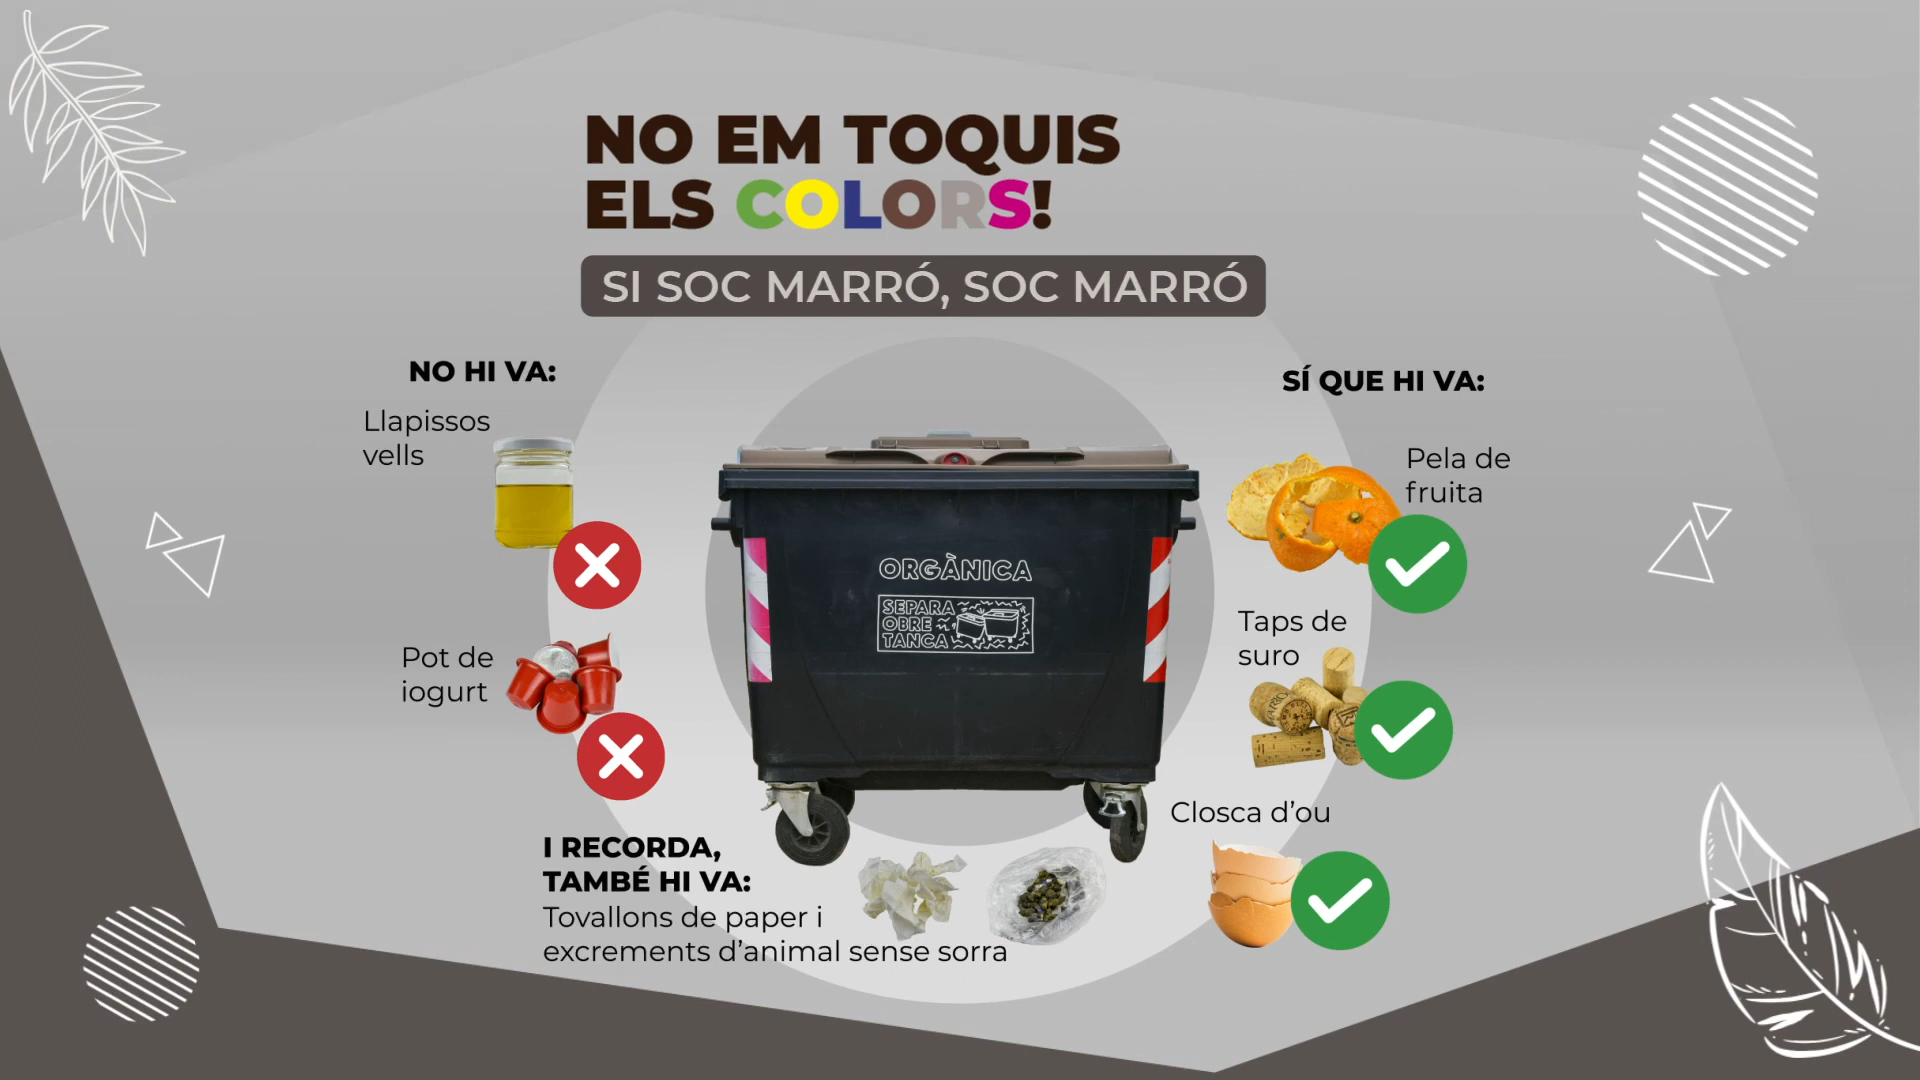 NO EM TOQUIS
ELS COLORS!
SI SOC MARRÓ, SOC MARRÓ
NO HI VA:
Llapissos
vells
Pot de
iogurt
SÍ QUE HI VA:
Pela de
fruita
Taps de
suro
Closca d’ou
ORGÀNICA
SEPARA
OBRE
TANCA
I RECORDA,
TAMBÉ HI VA:
Tovallons de paper i
excrements d’animal sense sorra